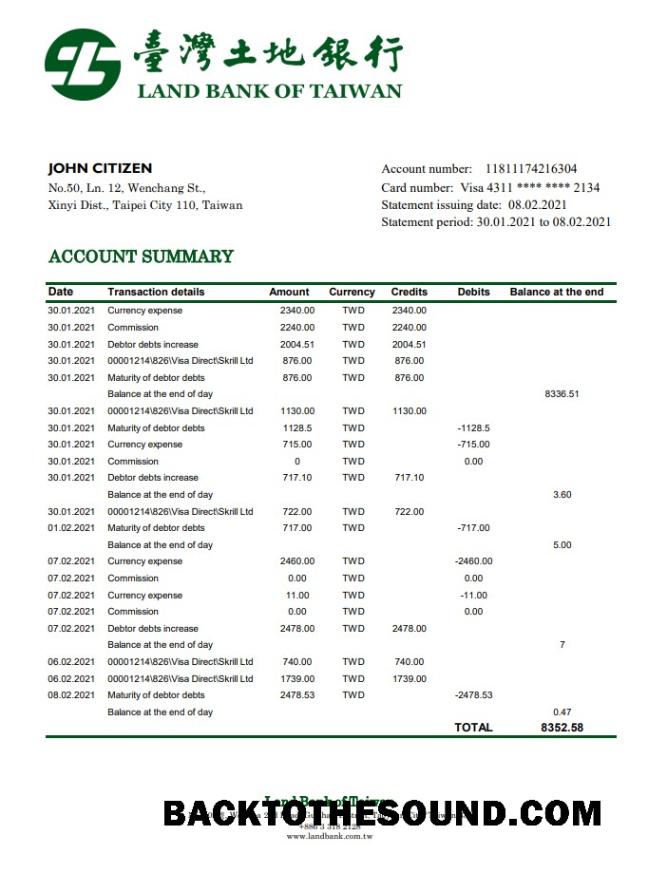 臺灣土地銀行
LAND BANK OF TAIWAN
JOHN CITIZEN
No.50, Ln. 12, Wenchang St.,
Xinyi Dist., Taipei City 110, Taiwan
Account number: 11811174216304
Card number: Visa 4311 **** **** 2134
Statement issuing date: 08.02.2021
Statement period: 30.01.2021 to 08.02.2021
ACCOUNT SUMMARY
Date Transaction details Amount Currency Credits Debits Balance at the end
30.01.2021 Currency expense 2340.00 TWD 2340.00
30.01.2021 Commission 2240.00 TWD 2240.00
30.01.2021 Debtor debts increase 2004.51 TWD 2004.51
30.01.2021 00001214\826\Visa Direct\Skrill Ltd 876.00 TWD 876.00
30.01.2021 Maturity of debtor debts 876.00 TWD 876.00
Balance at the end of day 8336.51
30.01.2021 00001214\826\Visa Direct\Skrill Ltd 1130.00 TWD 1130.00
30.01.2021 Maturity of debtor debts 1128.5 TWD -1128.5
30.01.2021 Currency expense 715.00 TWD -715.00
30.01.2021 Commission 0 TWD 0.00
30.01.2021 Debtor debts increase 717.10 TWD 717.10
Balance at the end of day 3.60
30.01.2021 00001214\826\Visa Direct\Skrill Ltd 722.00 TWD 722.00
01.02.2021 Maturity of debtor debts 717.00 TWD -717.00
Balance at the end of day 5.00
07.02.2021 Currency expense 2460.00 TWD -2460.00
07.02.2021 Commission 0.00 TWD 0.00
07.02.2021 Currency expense 11.00 TWD -11.00
07.02.2021 Commission 0.00 TWD 0.00
07.02.2021 Debtor debts increase 2478.00 TWD 2478.00
Balance at the end of day 7
06.02.2021 00001214\826\Visa Direct\Skrill Ltd 740.00 TWD 740.00
06.02.2021 00001214\826\Visa Direct\Skrill Ltd 1739.00 TWD 1739.00
08.02.2021 Maturity of debtor debts 2478.53 TWD -2478.53
Balance at the end of day 0.47
TOTAL 8352.58
Land Bank of Taiwan
BACKTOTHESOUND.COM
+886 3 318 2128
www.landbank.com.tw